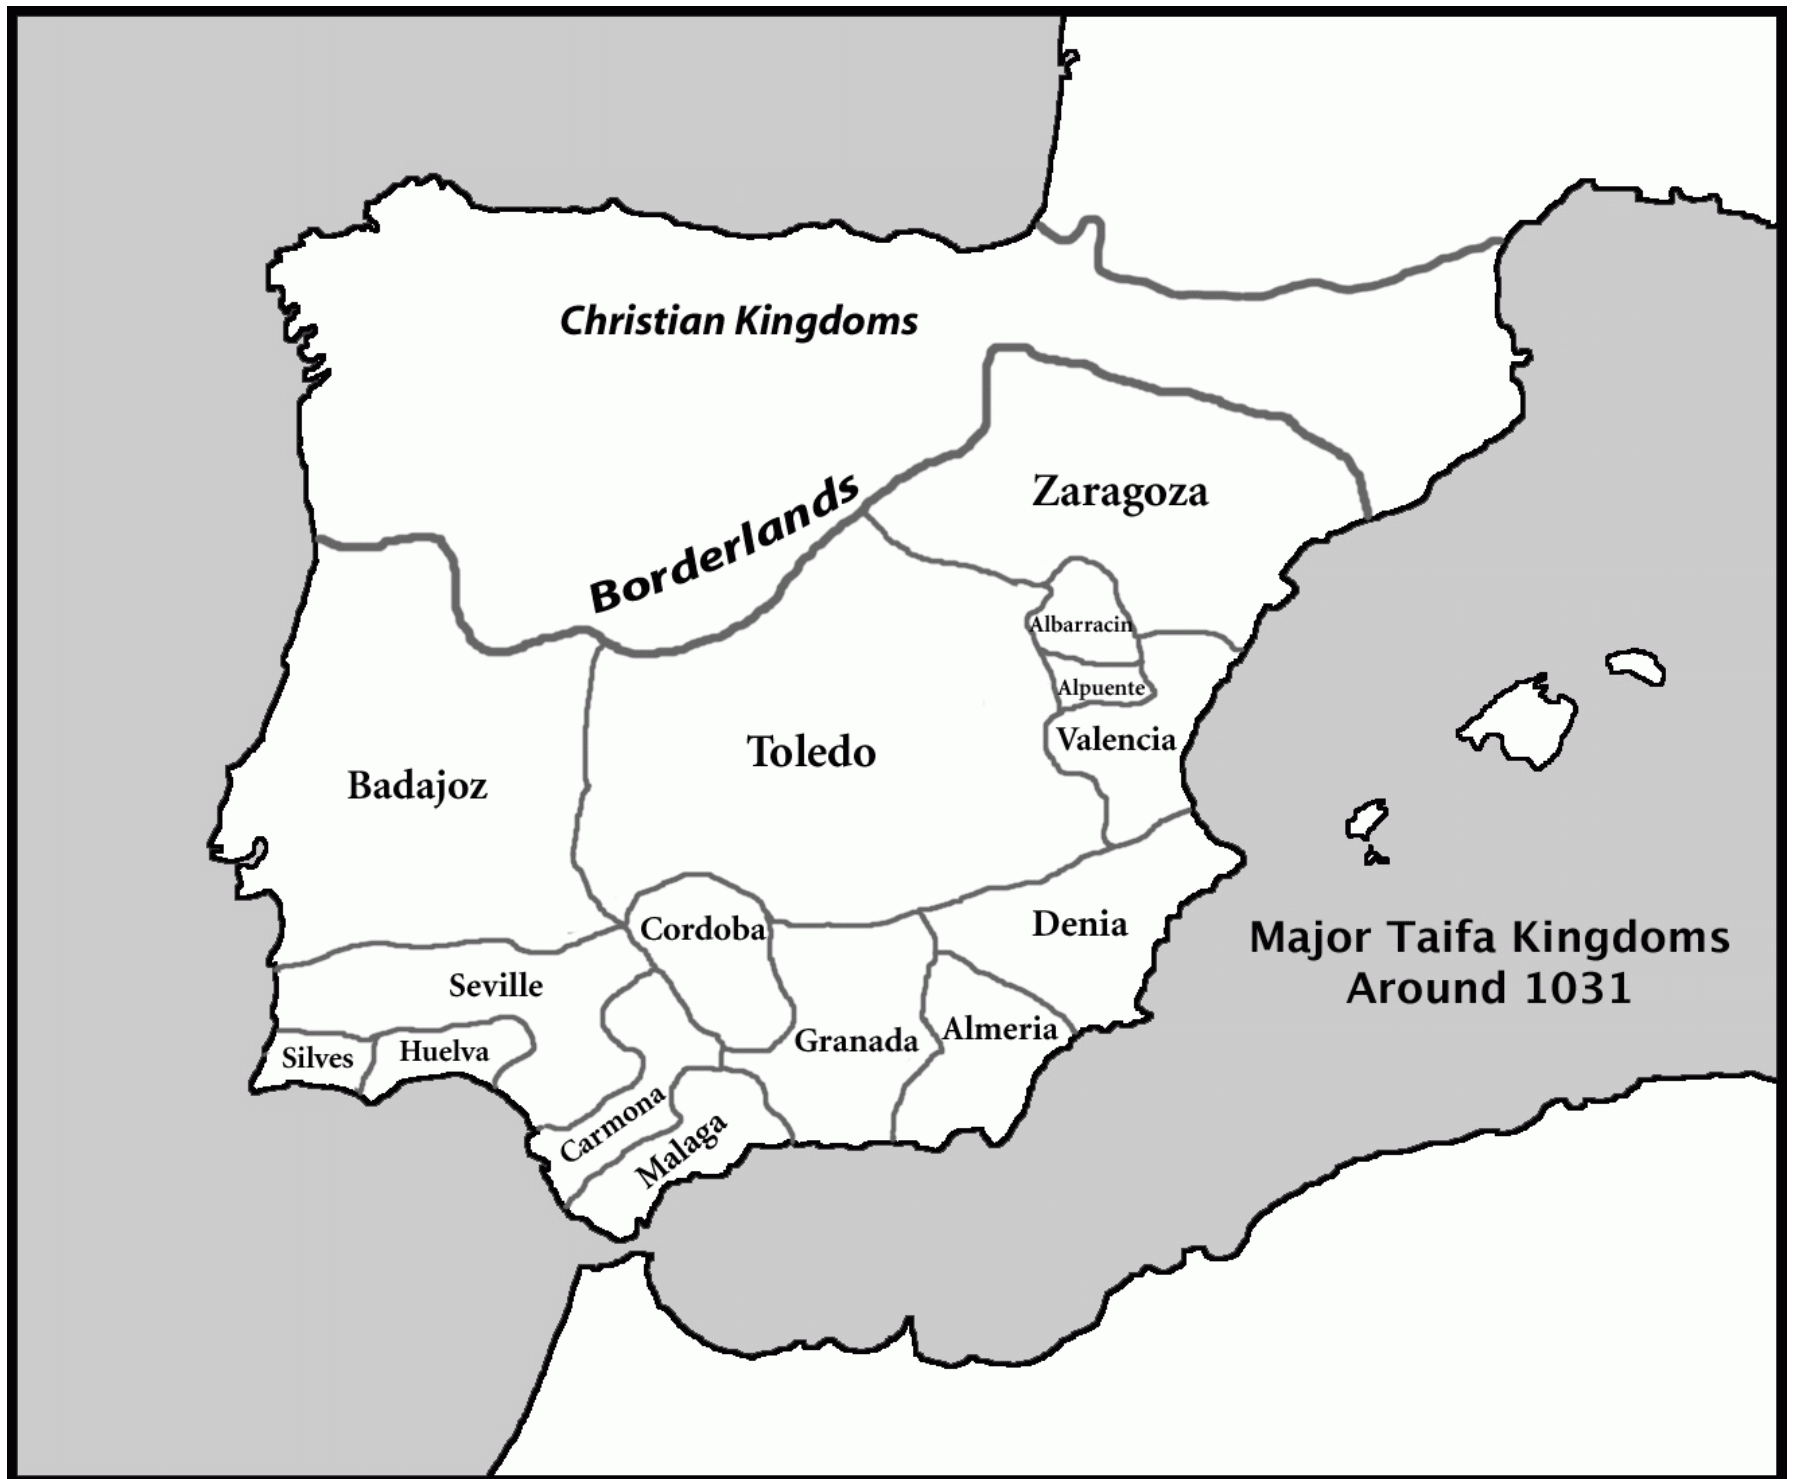 Christian Kingdoms
Borderlands
Zaragoza
Albarracin
Alpuente
Valencia
Toledo
Badajoz
Cordoba
Denia
Major Taifa Kingdoms
Around 1031
Seville
Silves
Huelva
Granada
Almeria
Carmona
Malaga